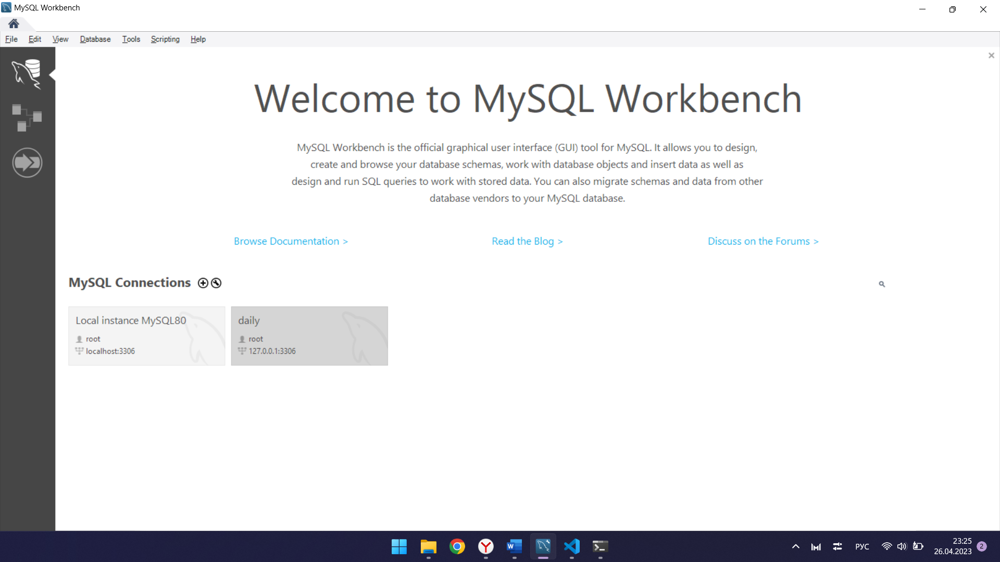 MySQL Workbench
File Edit View Database Tools Scripting Help
Welcome to MySQL Workbench
MySQL Workbench is the official graphical user interface (GUI) tool for MySQL. It allows you to design,
create and browse your database schemas, work with database objects and insert data as well as
design and run SQL queries to work with stored data. You can also migrate schemas and data from other
database vendors to your MySQL database.
Browse Documentation > Read the Blog > Discuss on the Forums >
MySQL Connections
Local instance MySQL80
root
localhost:3306
daily
root
127.0.0.1:3306
РУС
23:25
26.04.2023
2